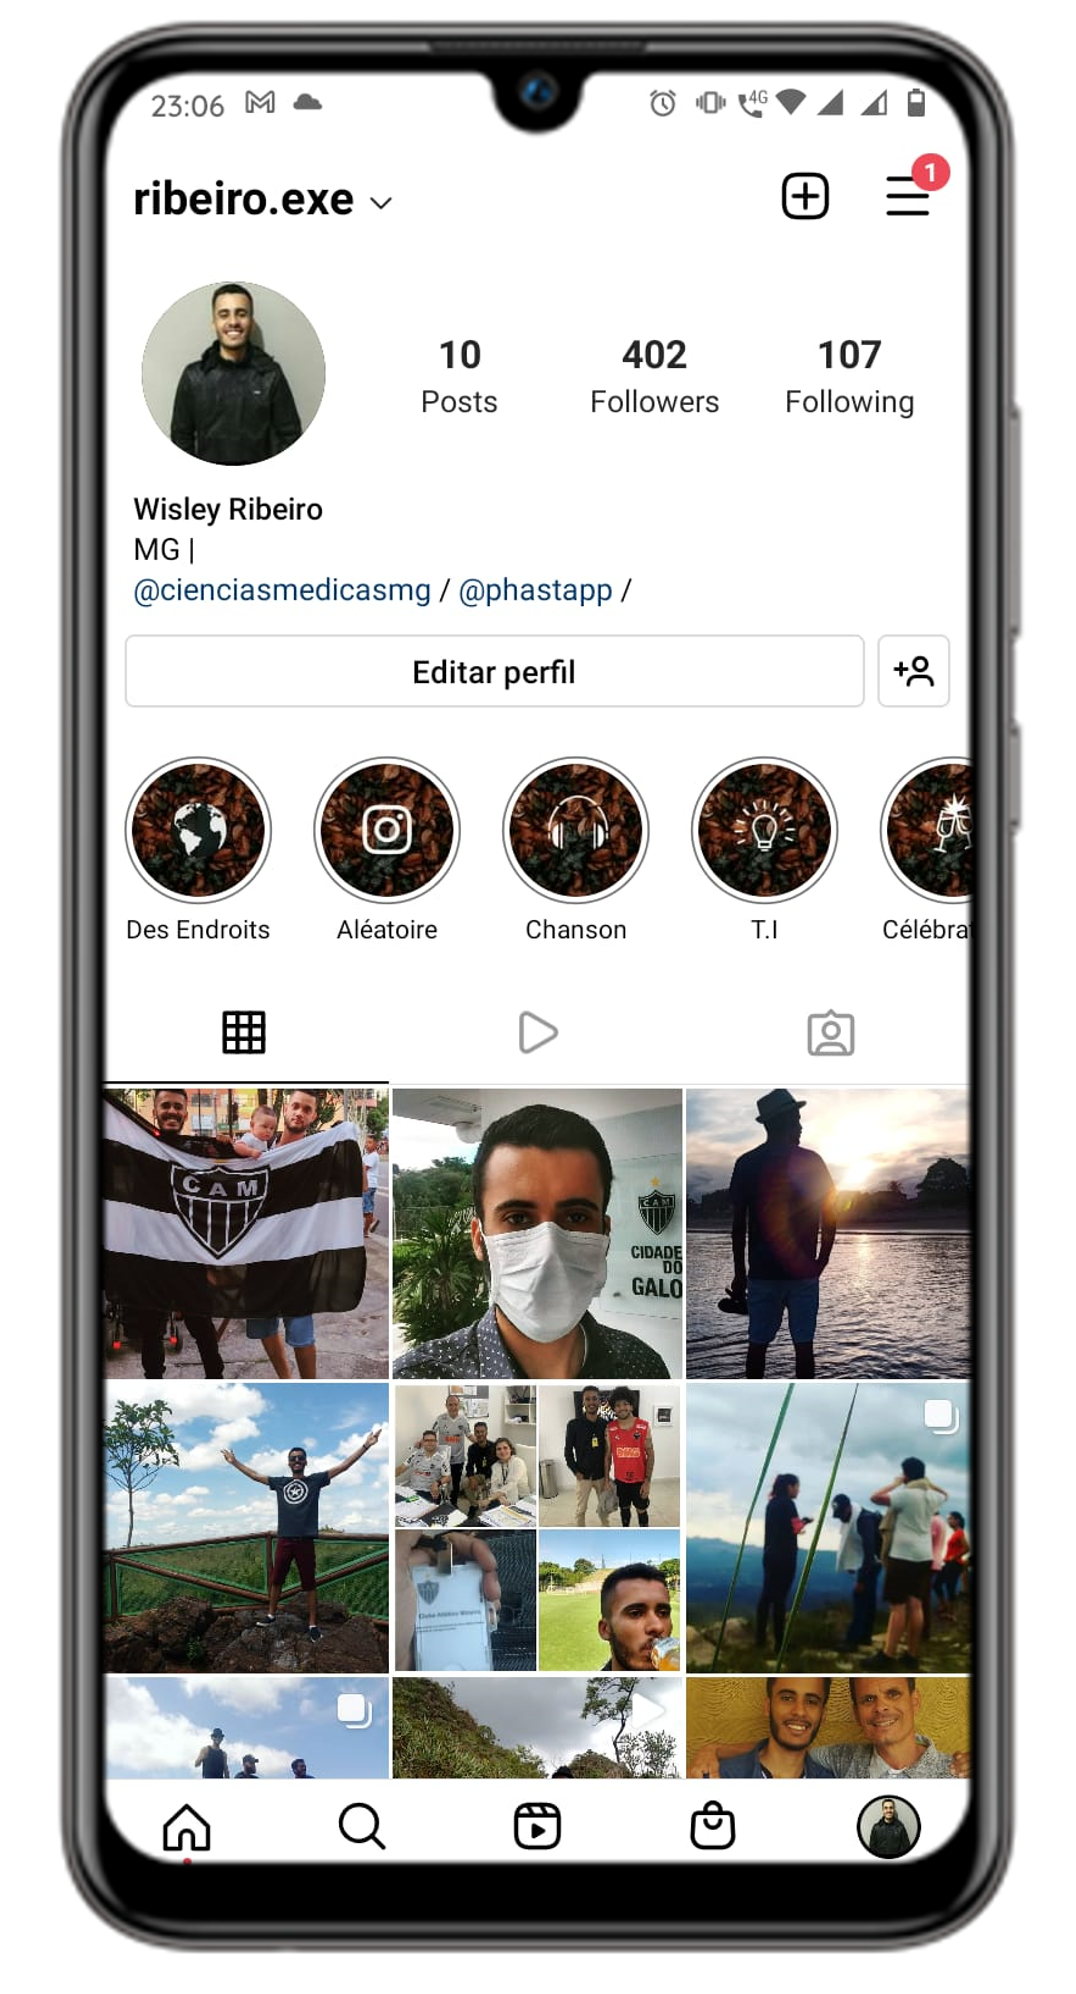 23:06 4G
ribeiro.exe 1
10 402 107
Posts Followers Following
Wisley Ribeiro
MG |
@cienciasmedicasmg / @phastapp /
Editar perfil
Des Endroits Aléatoire Chanson T.I Célébra
CAM
CAM
CIDADE
DO
GALO